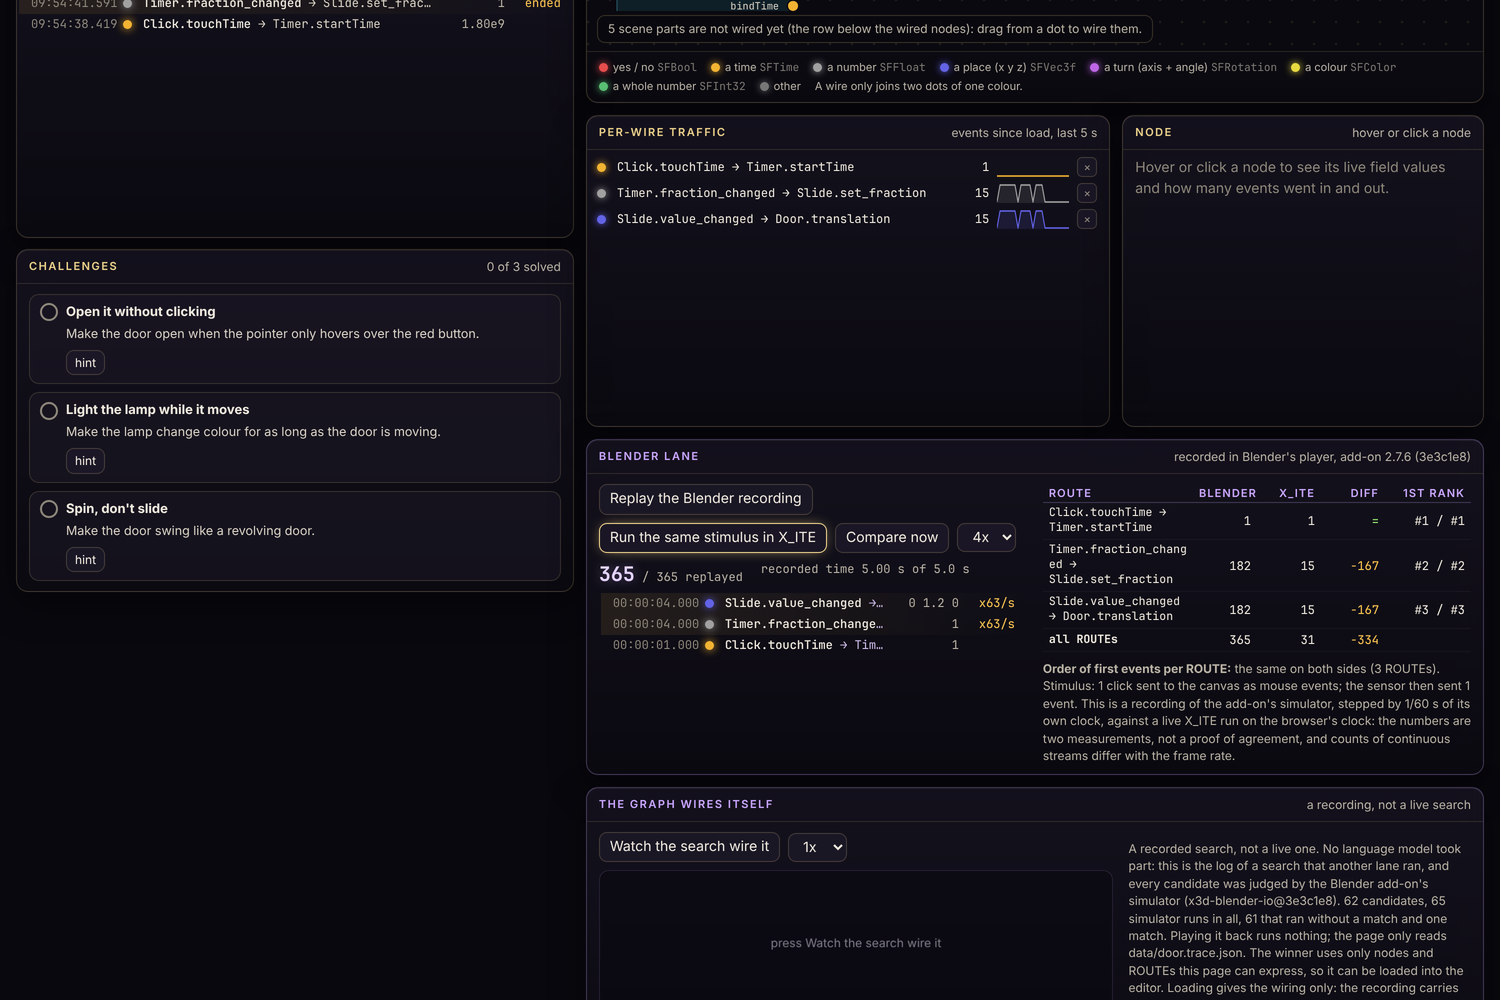 09:54:41.591 Timer.fraction_changed → Slide.set_frac… 1 ended
09:54:38.419 Click.touchTime → Timer.startTime 1.80e9
CHALLENGES 0 of 3 solved
Open it without clicking
Make the door open when the pointer only hovers over the red button.
hint
Light the lamp while it moves
Make the lamp change colour for as long as the door is moving.
hint
Spin, don't slide
Make the door swing like a revolving door.
hint
bindTime
5 scene parts are not wired yet (the row below the wired nodes): drag from a dot to wire them.
yes / no SFBool a time SFTime a number SFFloat a place (x y z) SFVec3f a turn (axis + angle) SFRotation a colour SFColor
a whole number SFInt32 other A wire only joins two dots of one colour.
PER-WIRE TRAFFIC events since load, last 5 s
Click.touchTime → Timer.startTime 1 ×
Timer.fraction_changed → Slide.set_fraction 15 ×
Slide.value_changed → Door.translation 15 ×
NODE hover or click a node
Hover or click a node to see its live field values
and how many events went in and out.
BLENDER LANE recorded in Blender's player, add-on 2.7.6 (3e3c1e8)
Replay the Blender recording
Run the same stimulus in X_ITE Compare now 4x
365 / 365 replayed recorded time 5.00 s of 5.0 s
00:00:04.000 Slide.value_changed →… 0 1.2 0 x63/s
00:00:04.000 Timer.fraction_change… 1 x63/s
00:00:01.000 Click.touchTime → Tim… 1
ROUTE BLENDER X_ITE DIFF 1ST RANK
Click.touchTime →
Timer.startTime 1 1 = #1 / #1
Timer.fraction_chang
ed → 182 15 -167 #2 / #2
Slide.set_fraction
Slide.value_changed
→ Door.translation 182 15 -167 #3 / #3
all ROUTEs 365 31 -334
Order of first events per ROUTE: the same on both sides (3 ROUTEs).
Stimulus: 1 click sent to the canvas as mouse events; the sensor then sent 1
event. This is a recording of the add-on's simulator, stepped by 1/60 s of its
own clock, against a live X_ITE run on the browser's clock: the numbers are
two measurements, not a proof of agreement, and counts of continuous
streams differ with the frame rate.
THE GRAPH WIRES ITSELF a recording, not a live search
Watch the search wire it 1x
press Watch the search wire it
A recorded search, not a live one. No language model took
part: this is the log of a search that another lane ran, and
every candidate was judged by the Blender add-on's
simulator (x3d-blender-io@3e3c1e8). 62 candidates, 65
simulator runs in all, 61 that ran without a match and one
match. Playing it back runs nothing; the page only reads
data/door.trace.json. The winner uses only nodes and
ROUTEs this page can express, so it can be loaded into the
editor. Loading gives the wiring only: the recording carries